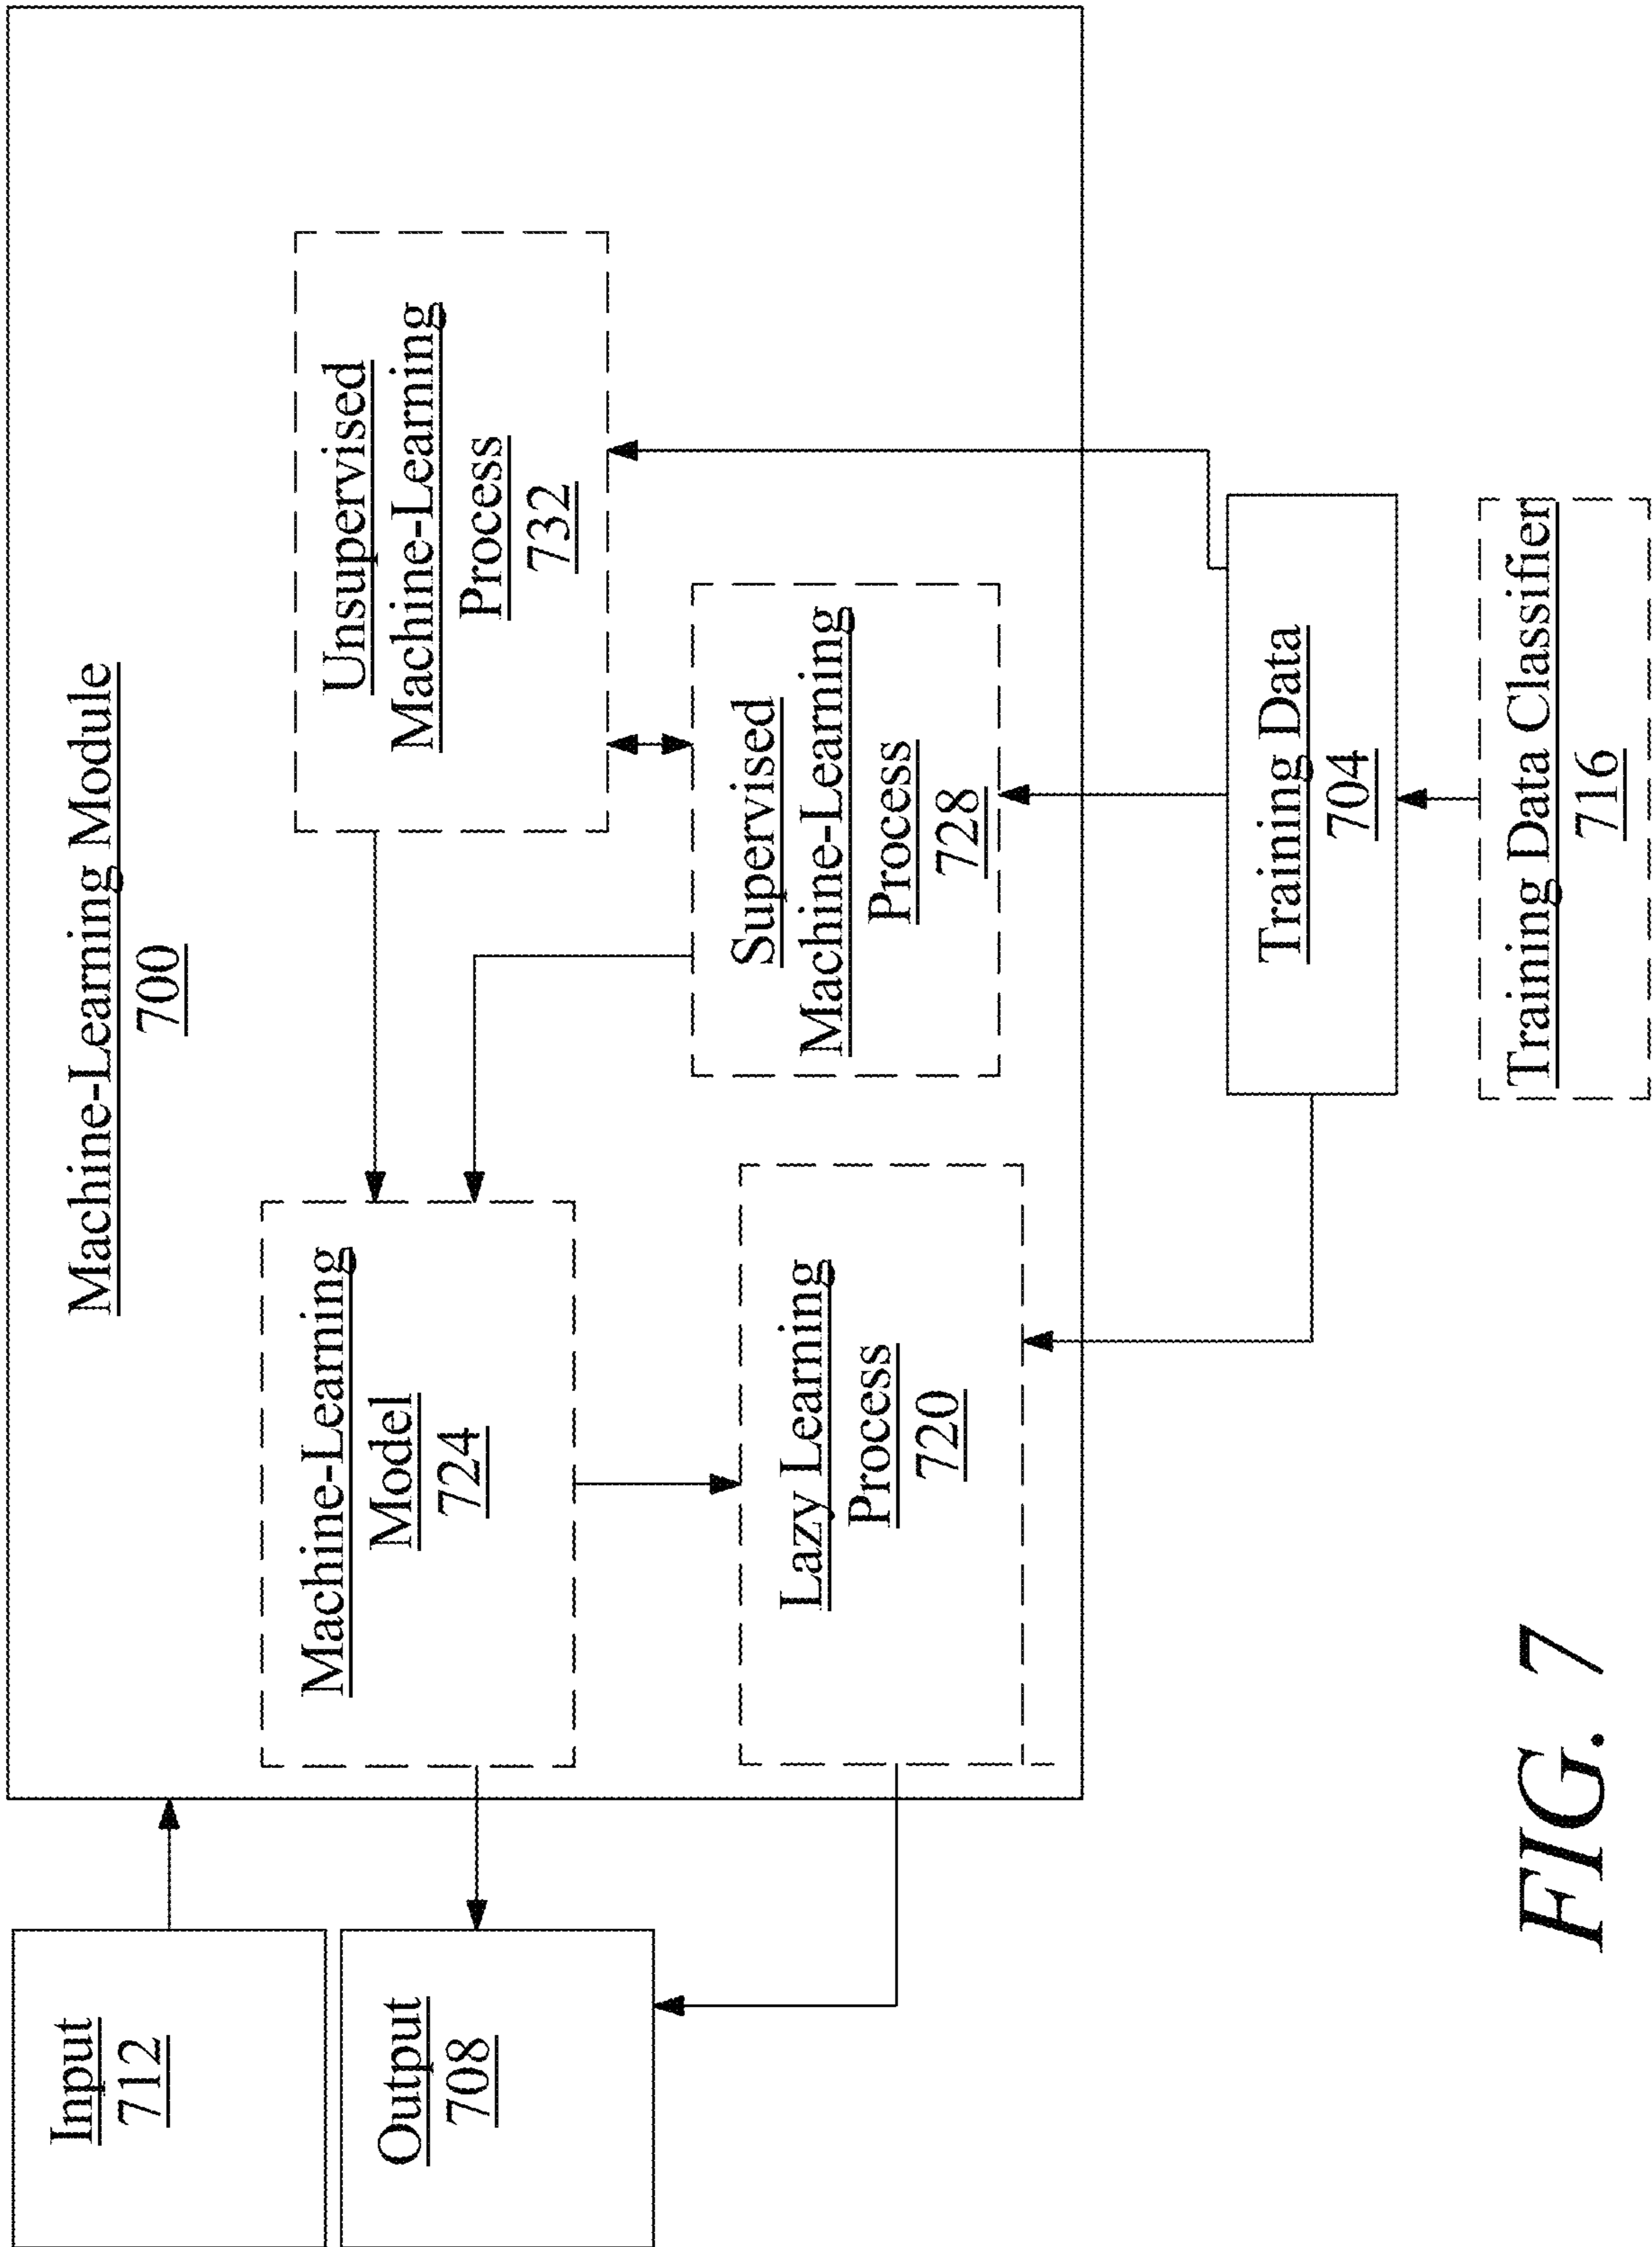 Machine-Learning Module
700
Input
712
Output
708
Machine-Learning
Model
724
Unsupervised
Machine-Learning
Process
732
Lazy Learning
Process
720
Supervised
Machine-Learning
Process
728
Training Data
704
Training Data Classifier
716
FIG. 7